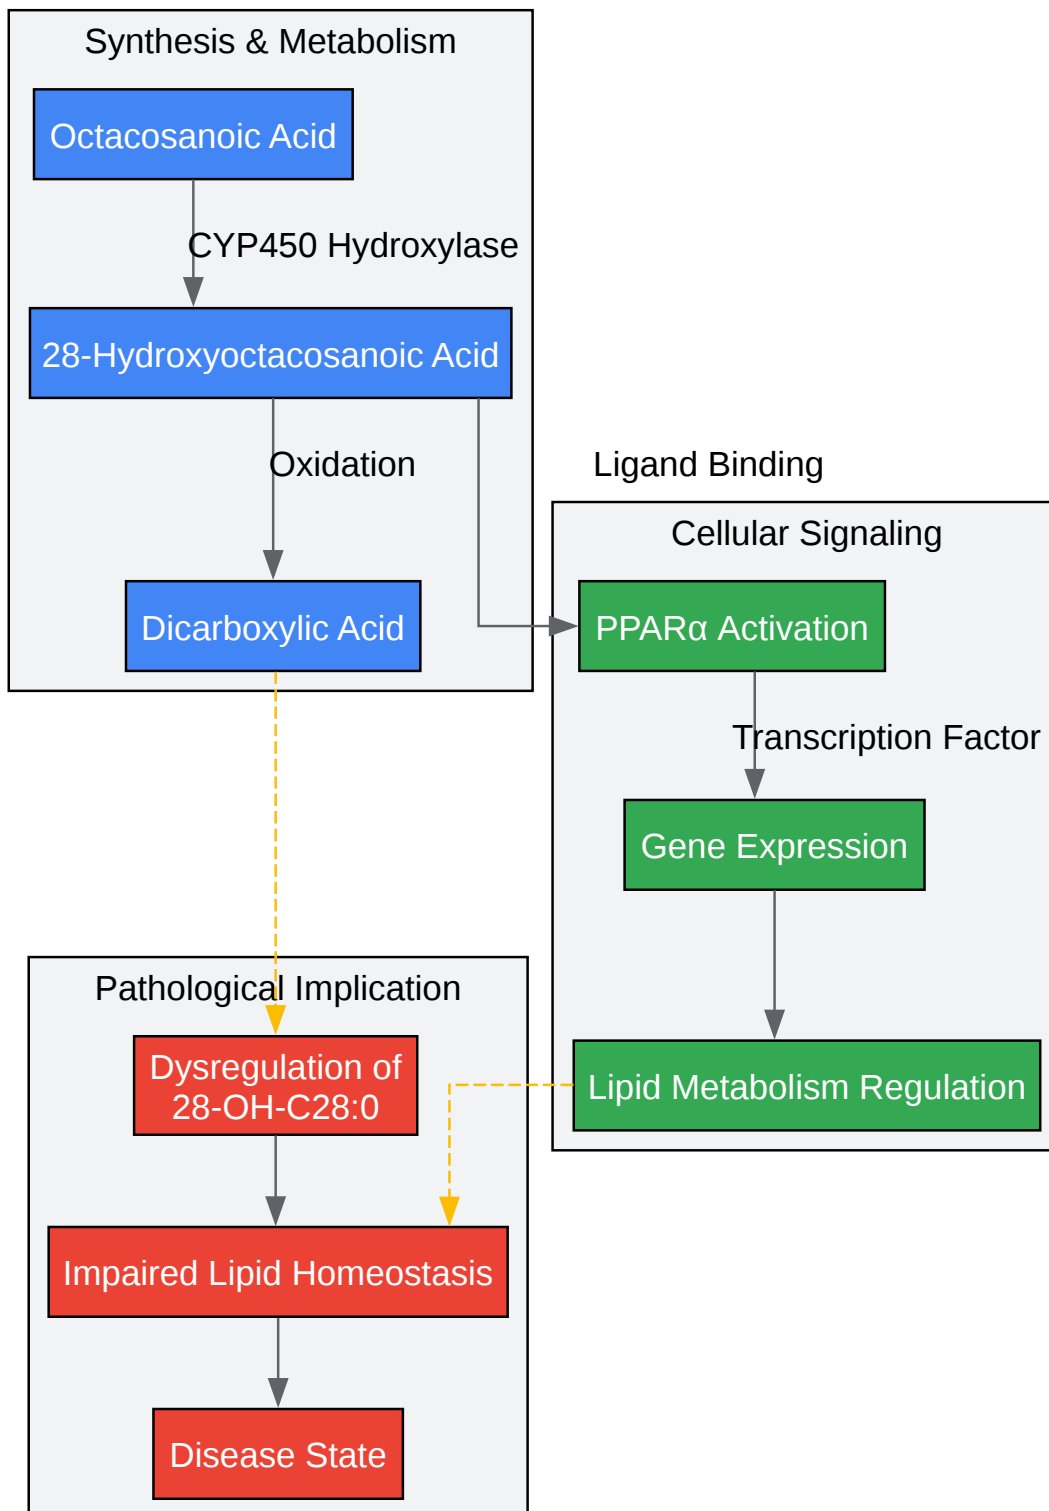 Synthesis & Metabolism
Octacosanoic Acid
CYP450 Hydroxylase
28-Hydroxyoctacosanoic Acid
Oxidation
Dicarboxylic Acid
Ligand Binding
Cellular Signaling
PPARα Activation
Transcription Factor
Gene Expression
Lipid Metabolism Regulation
Pathological Implication
Dysregulation of
28-OH-C28:0
Impaired Lipid Homeostasis
Disease State